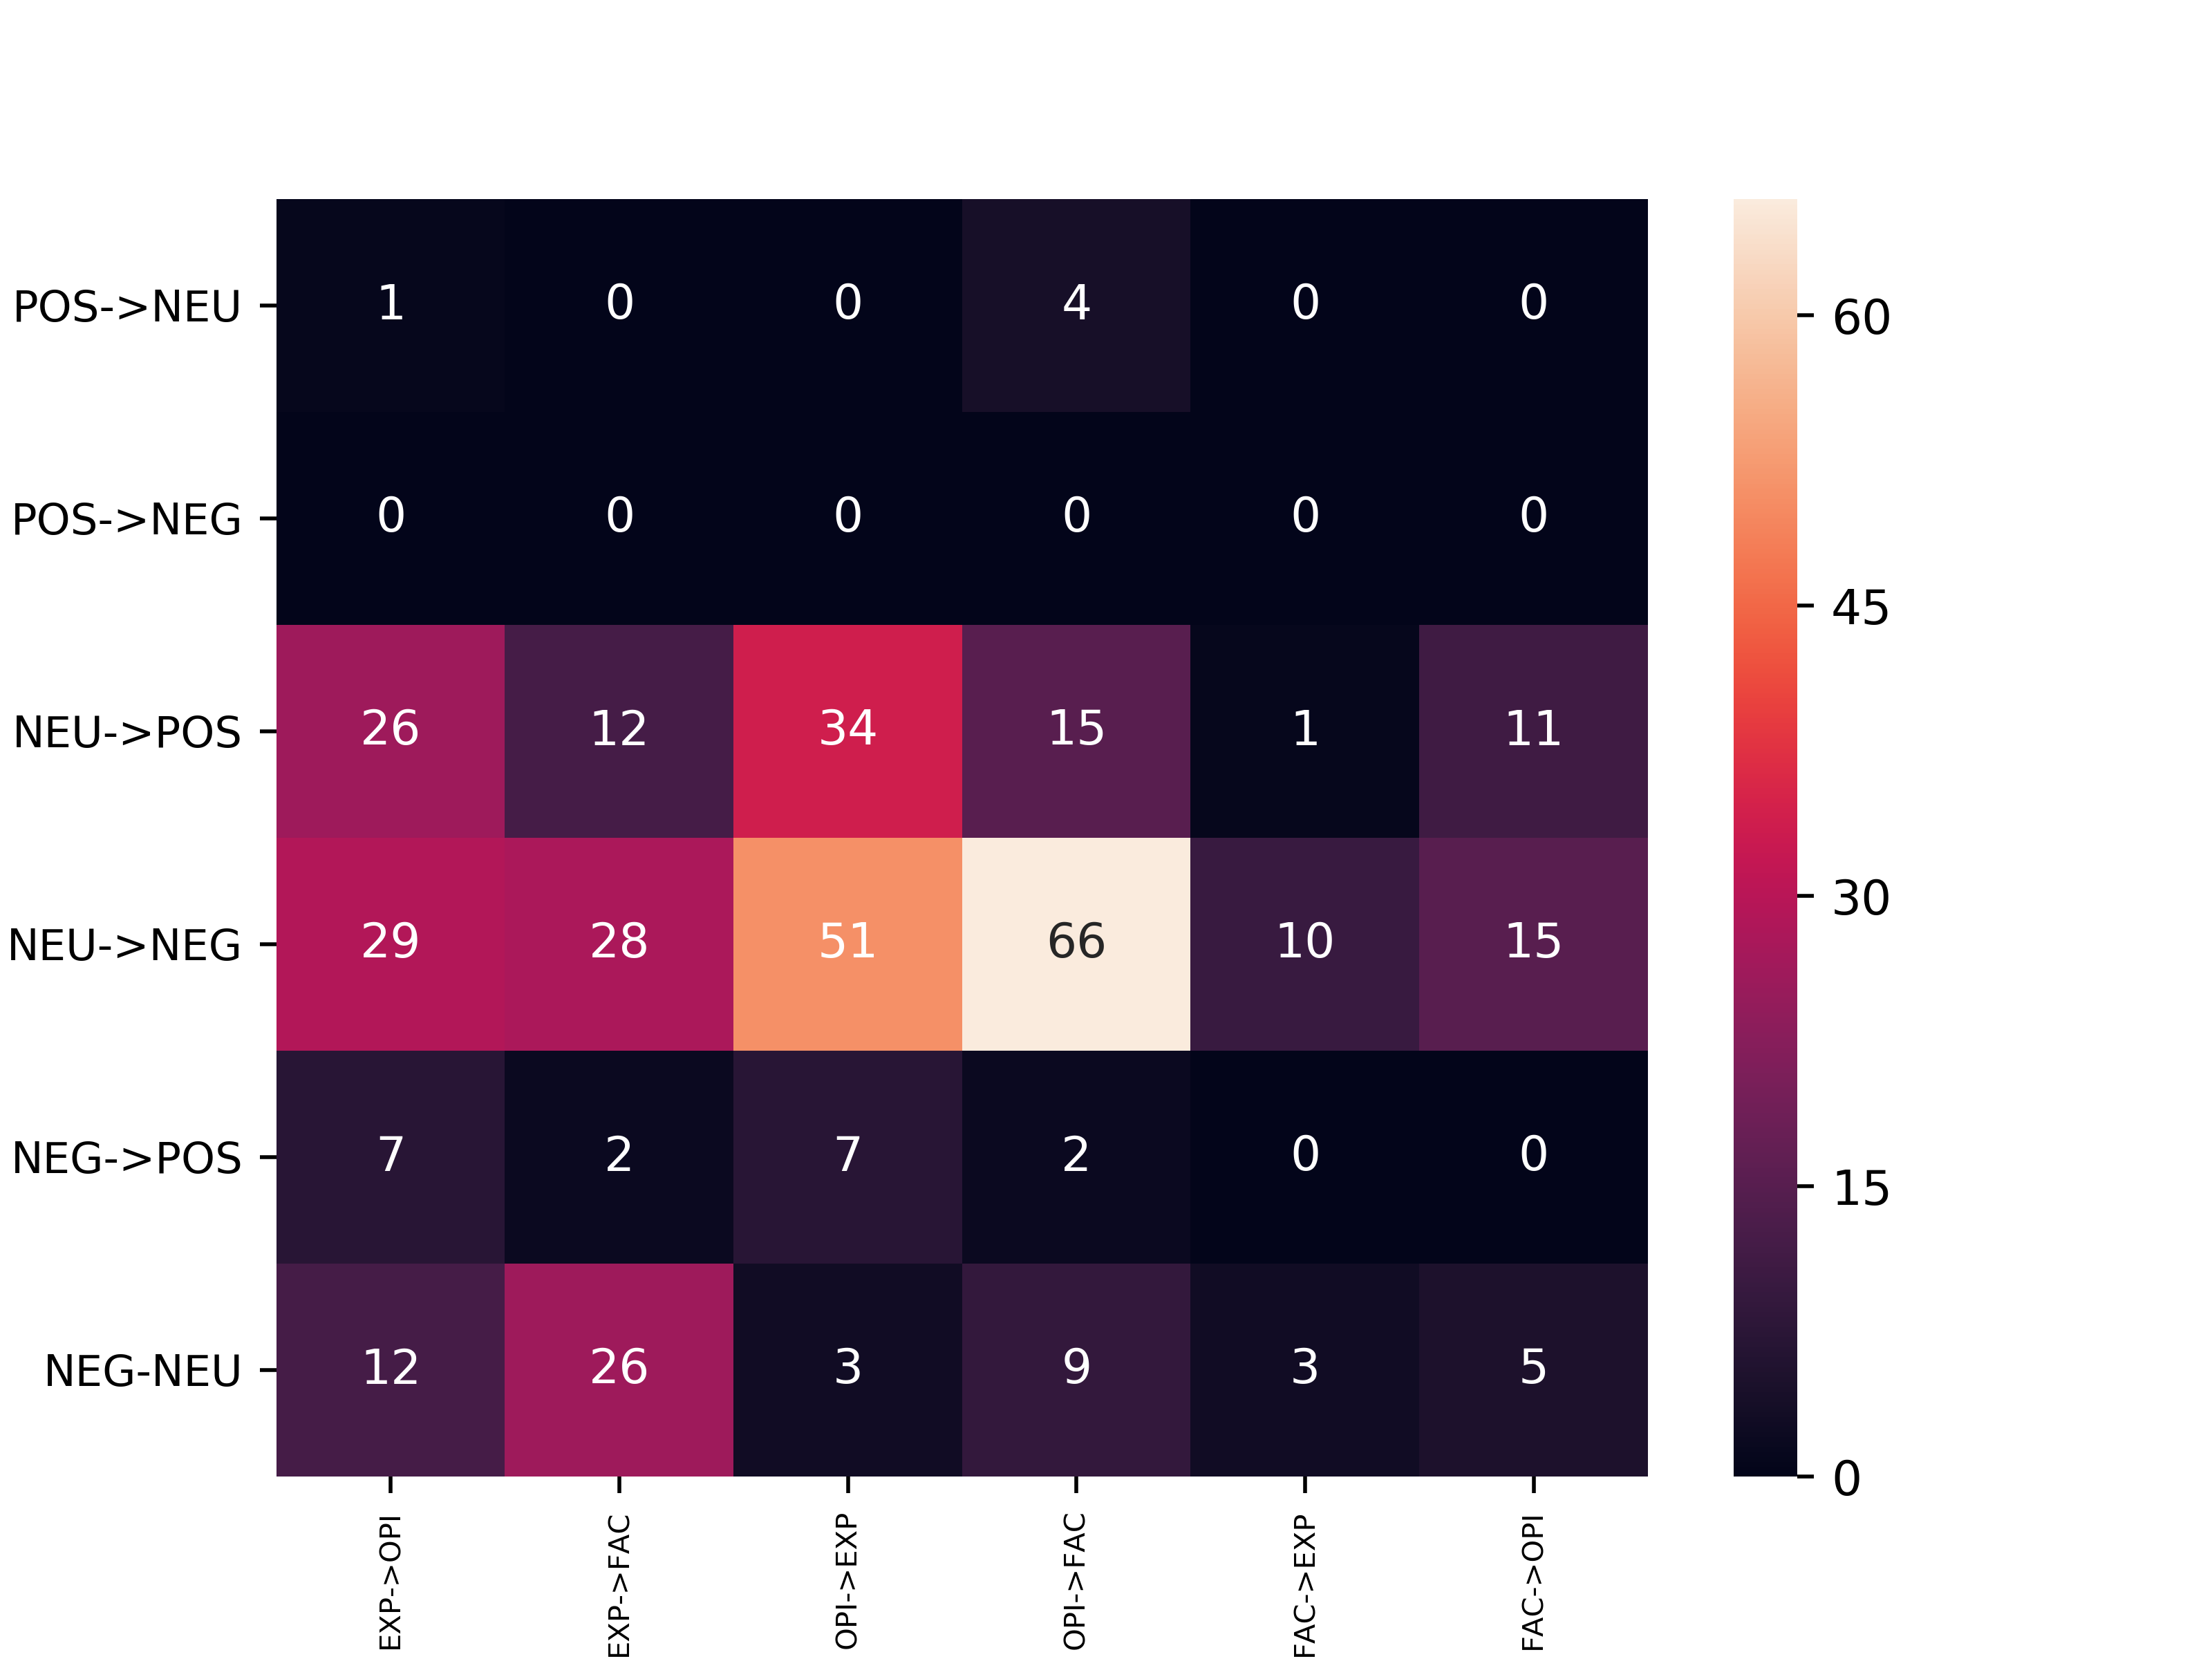 POS->NEU 1 0 0 4 0 0
POS->NEG 0 0 0 0 0 0
NEU->POS 26 12 34 15 1 11
NEU->NEG 29 28 51 66 10 15
NEG->POS 7 2 7 2 0 0
NEG-NEU 12 26 3 9 3 5
EXP->OPI
EXP->FAC
OPI->EXP
OPI->FAC
FAC->EXP
FAC->OPI
60
45
30
15
0